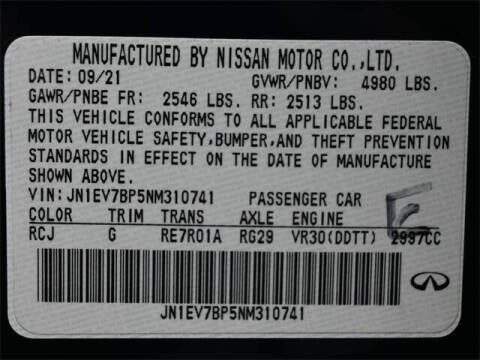 MANUFACTURED BY NISSAN MOTOR CO.,LTD.
DATE: 09/21 GVWR/PNBV: 4980 LBS.
GAWR/PNBE FR: 2546 LBS. RR: 2513 LBS.
THIS VEHICLE CONFORMS TO ALL APPLICABLE FEDERAL
MOTOR VEHICLE SAFETY,BUMPER,AND THEFT PREVENTION
STANDARDS IN EFFECT ON THE DATE OF MANUFACTURE
SHOWN ABOVE.
VIN: JN1EV7BP5NM310741 PASSENGER CAR
COLOR TRIM TRANS AXLE ENGINE
RCJ G RE7R01A RG29 VR30(DDTT) 2997CC
JN1EV7BP5NM310741